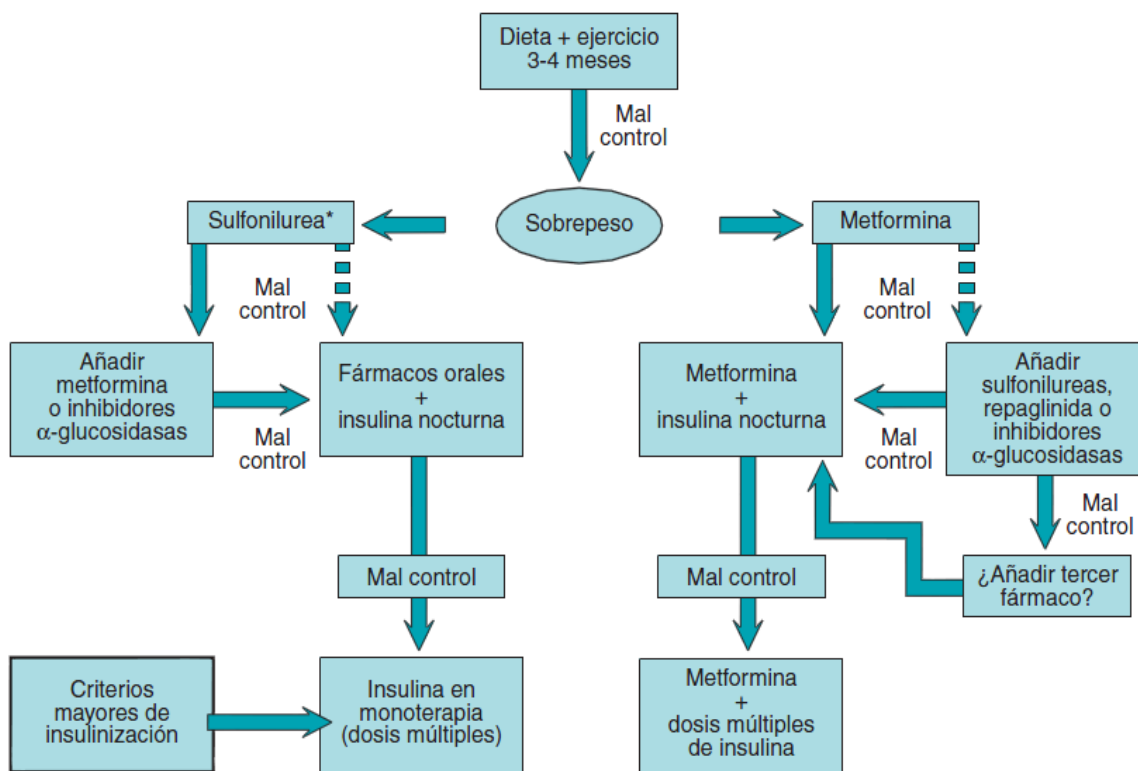 Dieta + ejercicio
3-4 meses
Mal
control
Sobrepeso
Sulfonilurea*
Metformina
Mal
control
Mal
control
Añadir
metformina
o inhibidores
α-glucosidasas
Mal
control
Fármacos orales
+
insulina nocturna
Metformina
+
insulina nocturna
Mal
control
Añadir
sulfonilureas,
repaglinida o
inhibidores
α-glucosidasas
Mal
control
Mal control
Mal control
¿Añadir tercer
fármaco?
Criterios
mayores de
insulinización
Insulina en
monoterapia
(dosis múltiples)
Metformina
+
dosis múltiples
de insulina